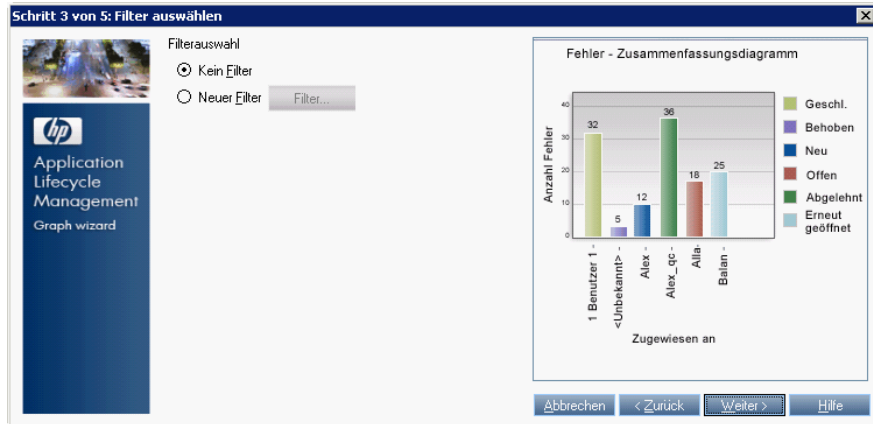 Schritt 3 von 5: Filter auswählen
Filterauswahl
Kein Filter
Neuer Filter
Filter...
hp
Application
Lifecycle
Management
Graph wizard
Fehler - Zusammenfassungsdiagramm
Anzahl Fehler
40
30
20
10
0
32
5
12
36
18
25
1 Benutzer 1 -
<Unbekannt> -
Alex -
Alex_qc -
Alla-
Balan -
Zugewiesen an
Geschl.
Behoben
Neu
Offen
Abgelehnt
Erneut
geöffnet
Abbrechen
< Zurück
Weiter >
Hilfe